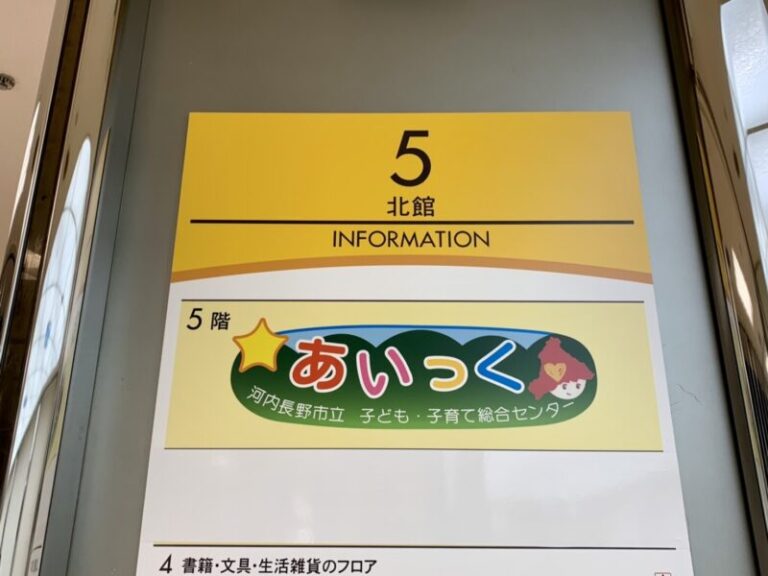 5
北館
INFORMATION
5 階
あいっく
河内長野市立 子ども・子育て総合センター
4 書籍・文具・生活雑貨のフロア